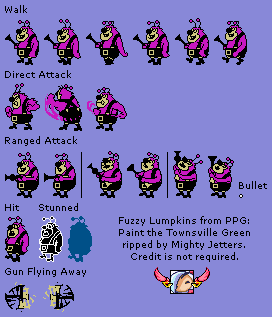 Walk
Direct Attack
Ranged Attack
Bullet
Hit Stunned
Fuzzy Lumpkins from PPG:
Paint the Townsville Green
ripped by Mighty Jetters.
Credit is not required.
Gun Flying Away